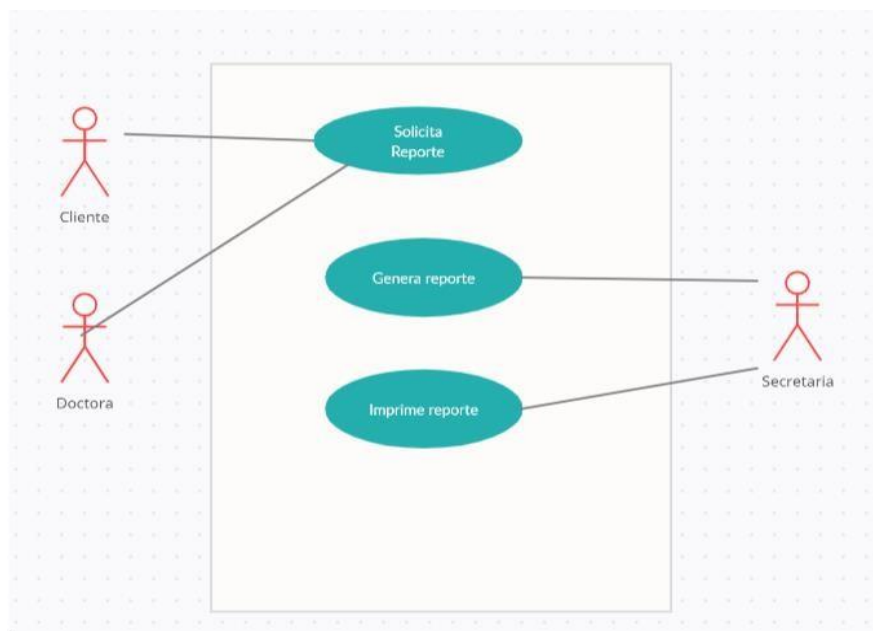 Solicita
Reporte
Cliente
Genera reporte
Secretaria
Doctora
Imprime reporte